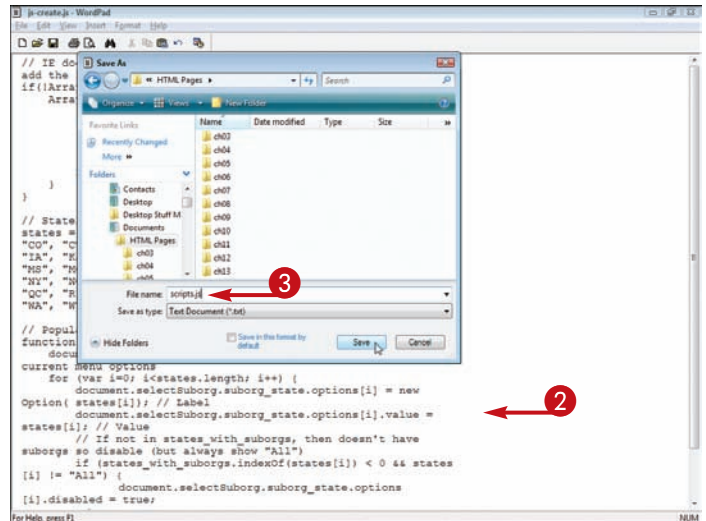 js-create.js - WordPad
File Edit View Insert Format Help
// IE do
add the
if(!Arra
Arra
}
}
// State
states =
"CO", "C
"IA", "K
"MS", "M
"NY", "N
"QC", "R
"WA", "W
// Popul
function
docu
current menu options
for (var i=0; i<states.length; i++) {
document.selectSuborg.suborg_state.options[i] = new
Option( states[i]); // Label
document.selectSuborg.suborg_state.options[i].value =
states[i]; // Value
// If not in states_with_suborgs, then doesn't have
suborgs so disable (but always show "All")
if (states_with_suborgs.indexOf(states[i]) < 0 && states
[i] != "All") {
document.selectSuborg.suborg_state.options
[i].disabled = true;
Save As
« HTML Pages
Search
Organize Views New Folder
Favorite Links
Recently Changed
More »
Folders
Contacts
Desktop
Desktop Stuff M
Documents
HTML Pages
ch03
ch04
ch05
Name Date modified Type Size »
ch03
ch04
ch05
ch06
ch07
ch08
ch09
ch10
ch11
ch12
ch13
File name: scripts.js
Save as type: Text Document (*.txt)
Hide Folders
Save in this format by
default
Save
Cancel
3
2
For Help, press F1
NUM